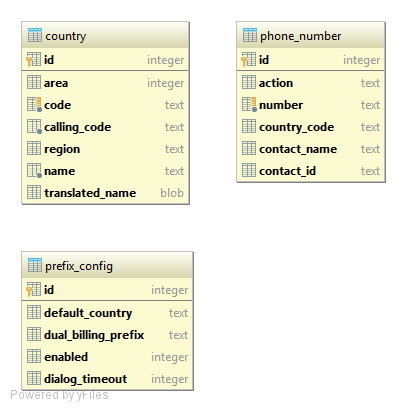 country
id integer
area integer
code text
calling_code text
region text
name text
translated_name blob
phone_number
id integer
action text
number text
country_code text
contact_name text
contact_id text
prefix_config
id integer
default_country text
dual_billing_prefix text
enabled integer
dialog_timeout integer
Powered by yFiles